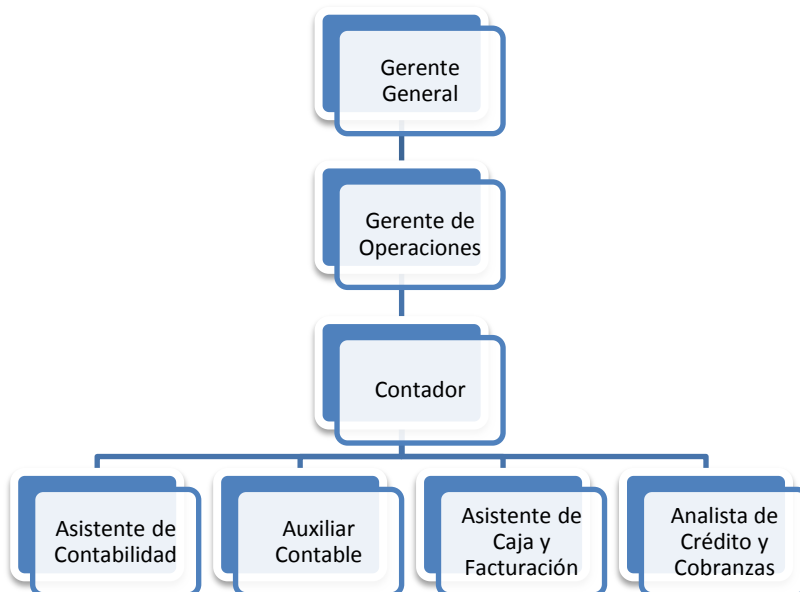 Gerente
General
Gerente de
Operaciones
Contador
Asistente de
Contabilidad
Auxiliar
Contable
Asistente de
Caja y
Facturación
Analista de
Crédito y
Cobranzas